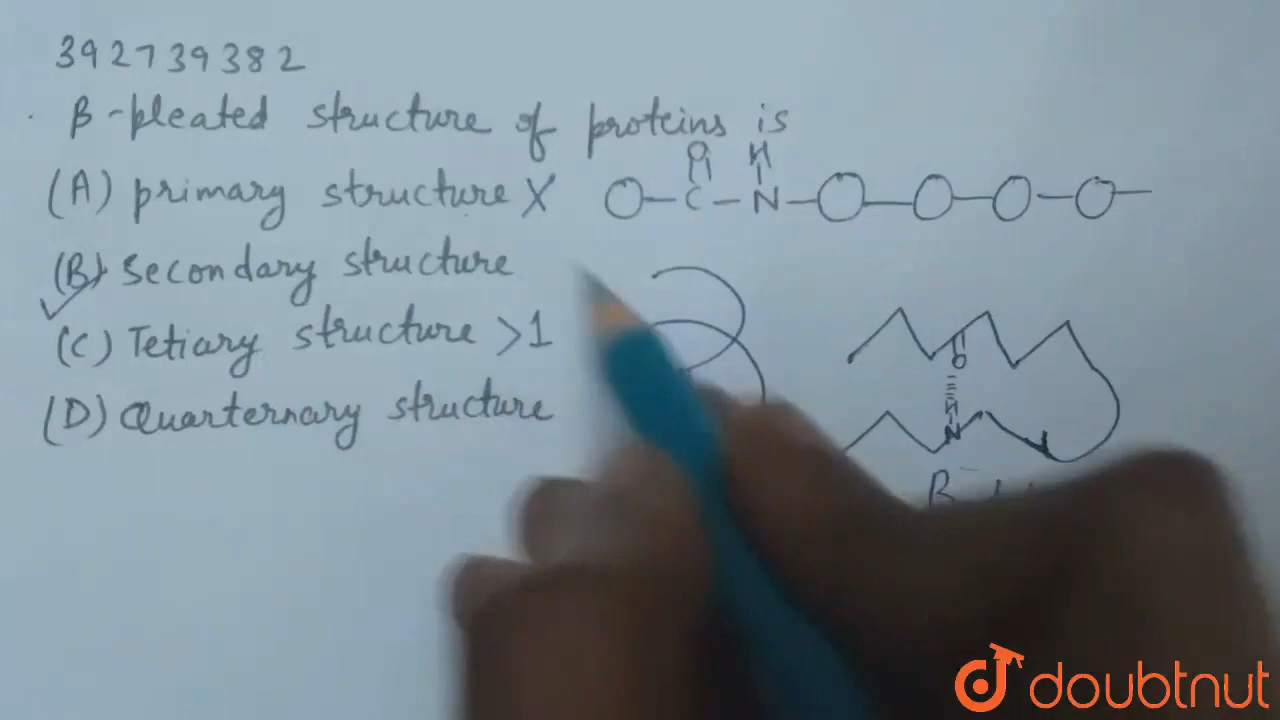 392739382
β-pleated structure of proteins is
(A) primary structure X
(B) Secondary structure
(C) Tetiary structure >1
(D) Quarternary structure
O H
C N
O
H
N
β
doubtnut